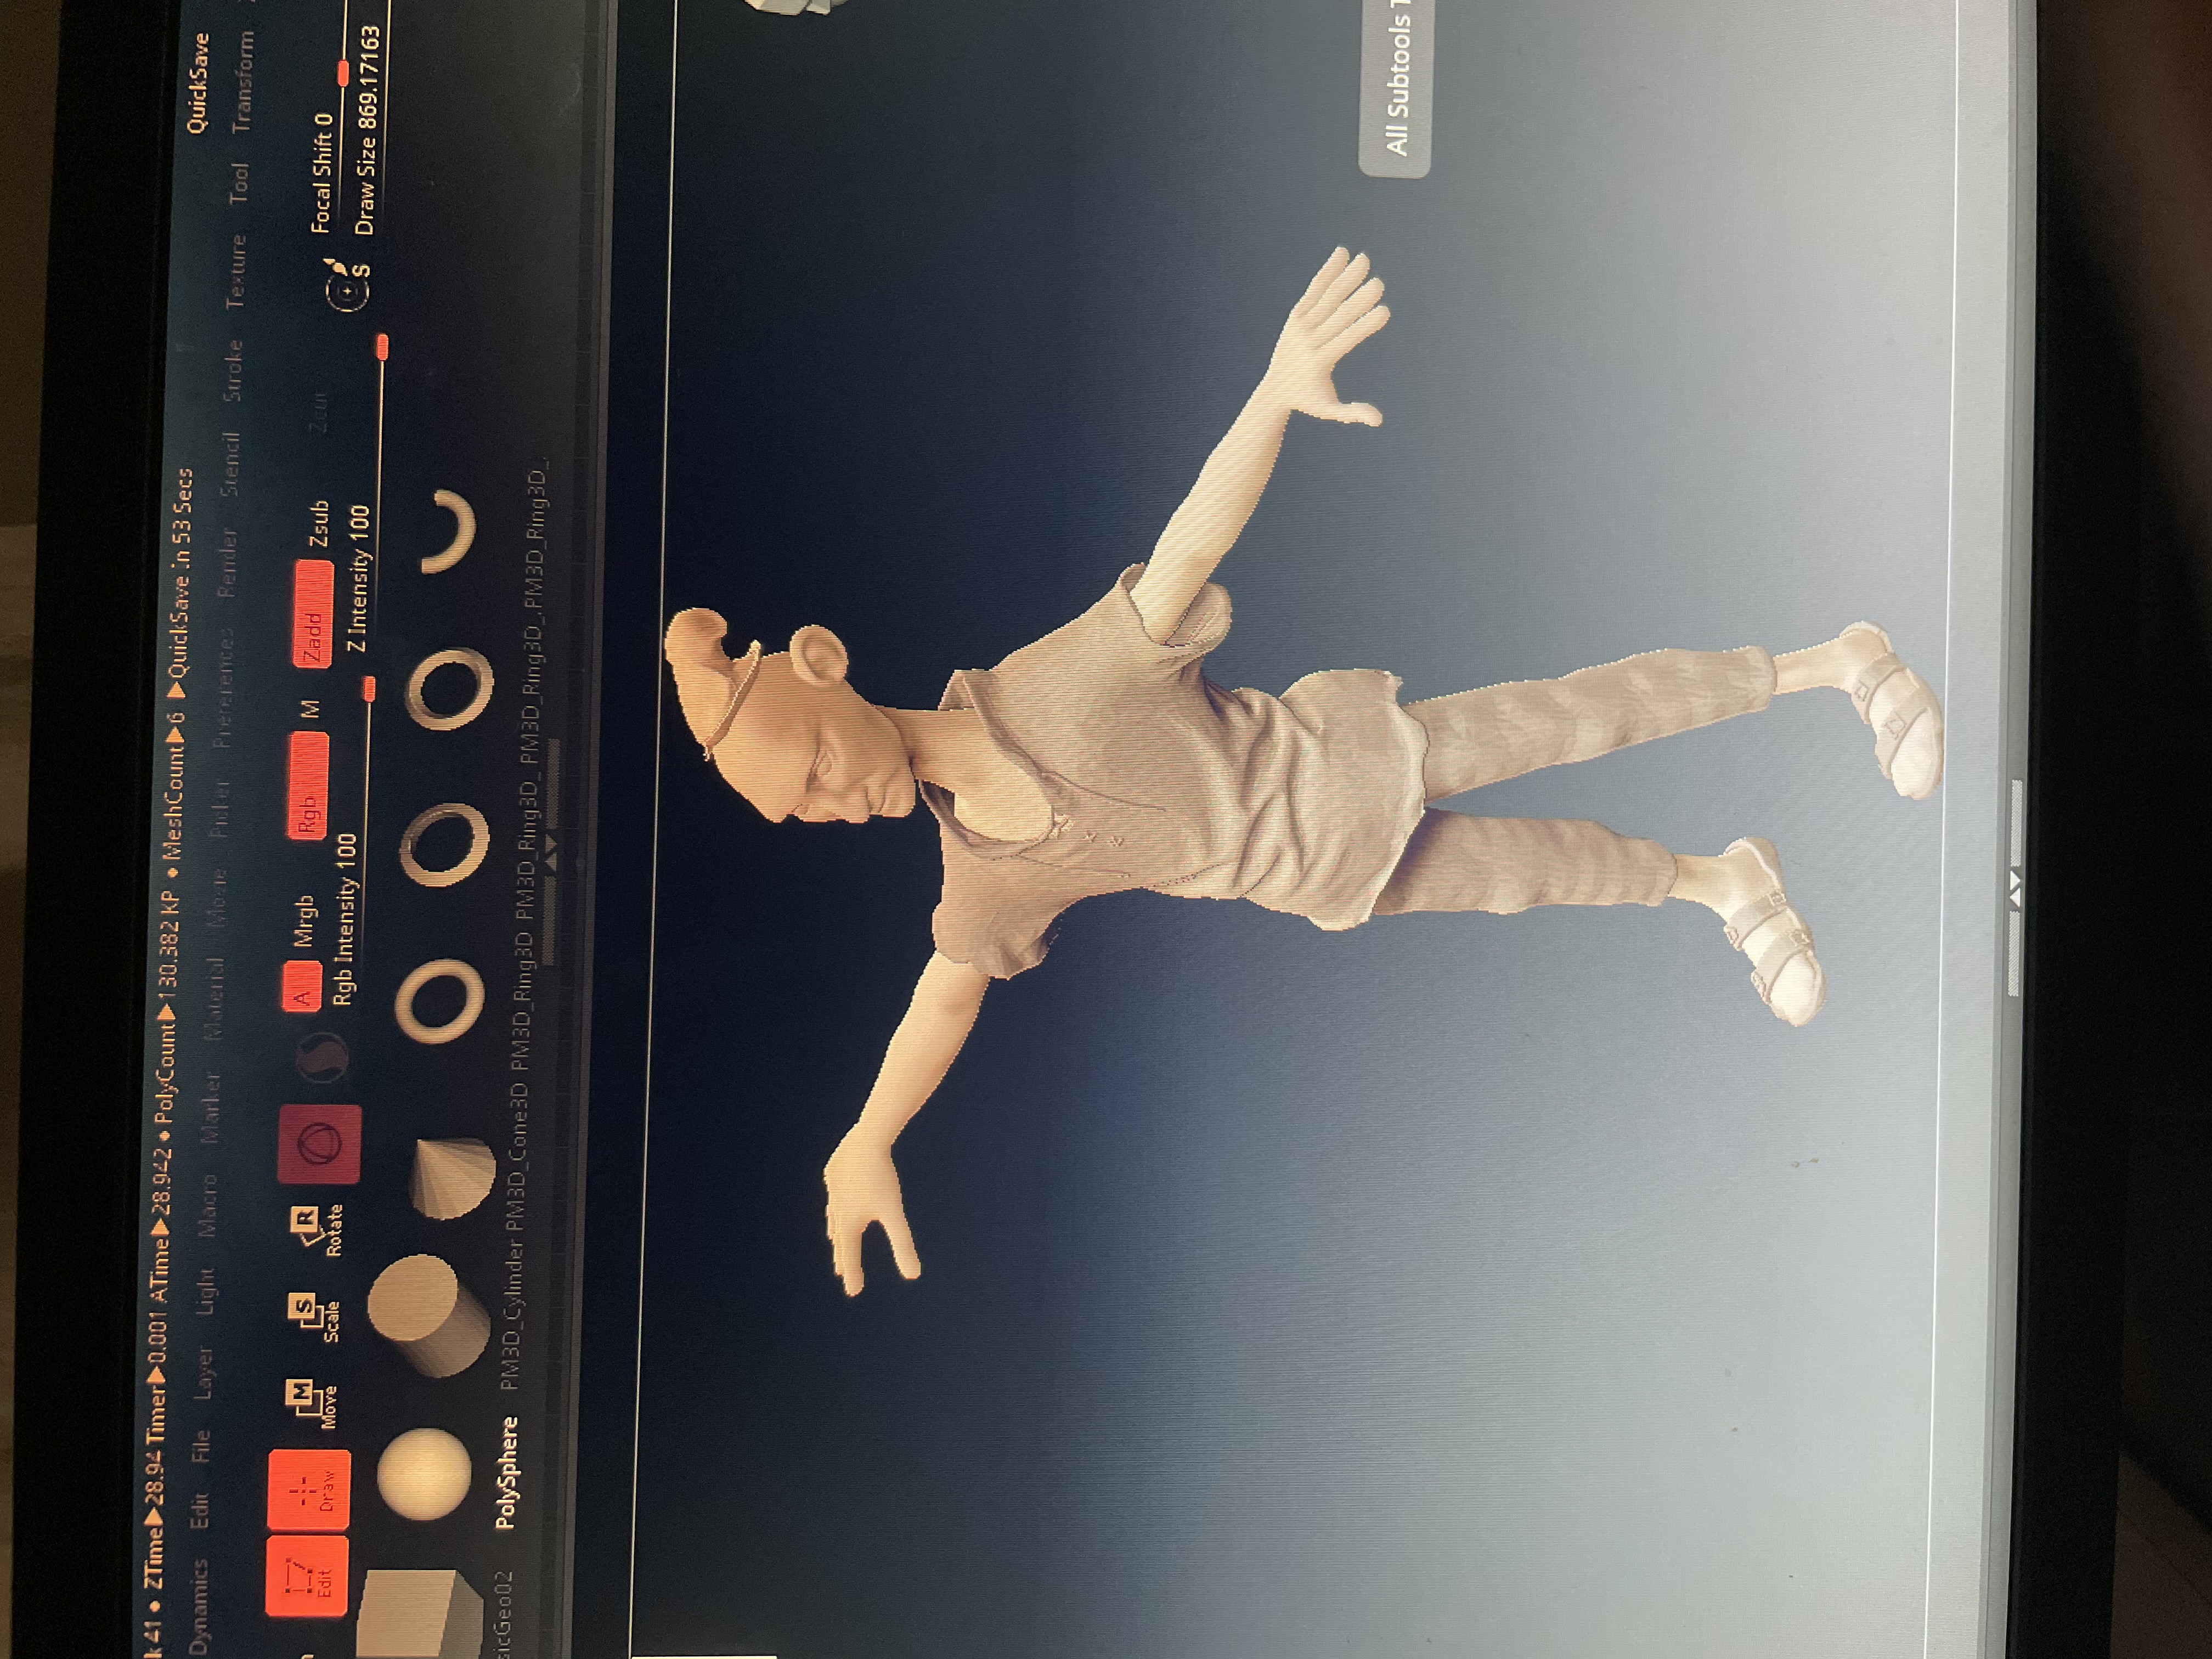 k 41 • ZTime▶28.94 Timer▶0.001 ATime▶28.942 • PolyCount▶130.382 KP • MeshCount▶6 ▶QuickSave In 53 Secs QuickSave
Dynamics Edit File Layer Light Macro Marker Material Movie Picker Preferences Render Stencil Stroke Texture Tool Transform
Edit Draw M Move S Scale R Rotate A Mrgb Rgb M Zadd Zsub Zcut
Rgb Intensity 100 Z Intensity 100
S Focal Shift 0
Draw Size 869.17163
sicGeo02 PolySphere PM3D_Cylinder PM3D_Cone3D PM3D_Ring3D PM3D_Ring3D_ PM3D_Ring3D_. PM3D_Ring3D_.
All Subtools T